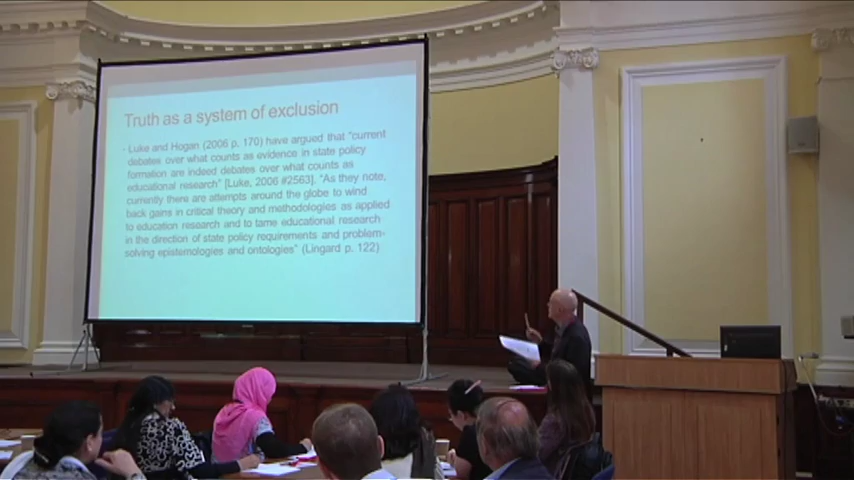 Truth as a system of exclusion
- Luke and Hogan (2006 p. 170) have argued that “current
debates over what counts as evidence in state policy
formation are indeed debates over what counts as
educational research” [Luke, 2006 #2563]. “As they note,
currently there are attempts around the globe to wind
back gains in critical theory and methodologies as applied
to education research and to tame educational research
in the direction of state policy requirements and problem-
solving epistemologies and ontologies” (Lingard p. 122)